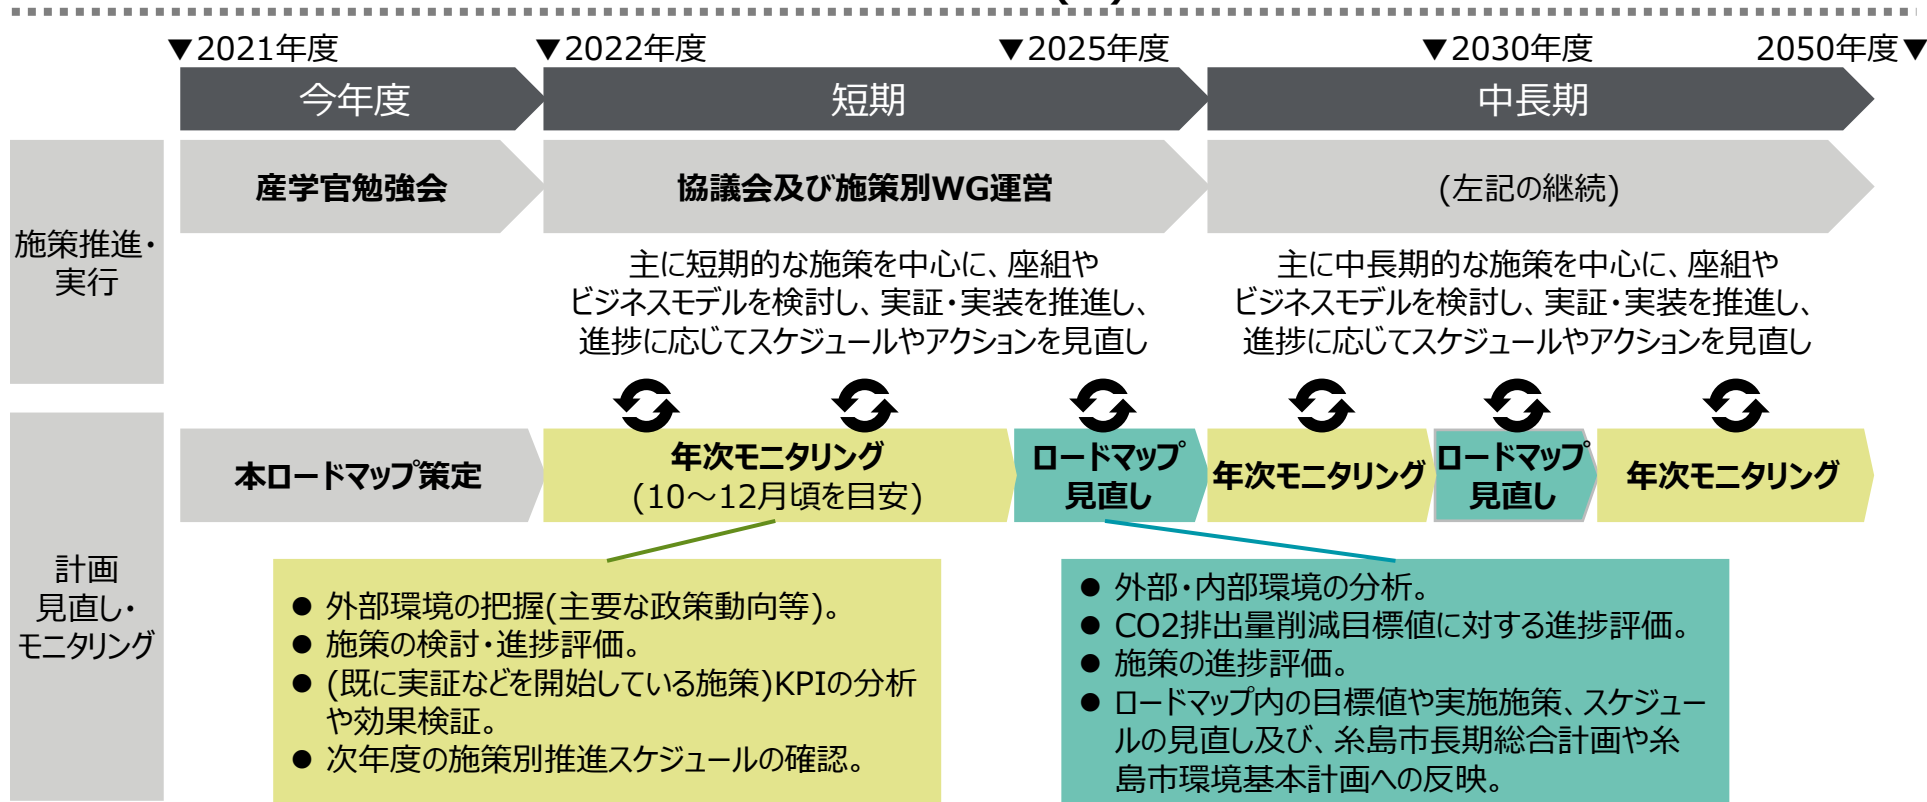 ▼2021年度
▼2022年度
▼2025年度
▼2030年度
2050年度▼
今年度
短期
中長期
施策推進・
実行
産学官勉強会
協議会及び施策別WG運営
(左記の継続)
主に短期的な施策を中心に、座組や
ビジネスモデルを検討し、実証・実装を推進し、
進捗に応じてスケジュールやアクションを見直し
主に中長期的な施策を中心に、座組や
ビジネスモデルを検討し、実証・実装を推進し、
進捗に応じてスケジュールやアクションを見直し
計画
見直し・
モニタリング
本ロードマップ策定
年次モニタリング
(10～12月頃を目安)
ロードマップ
見直し
年次モニタリング
ロードマップ
見直し
年次モニタリング
● 外部環境の把握(主要な政策動向等)。
● 施策の検討・進捗評価。
● (既に実証などを開始している施策)KPIの分析
や効果検証。
● 次年度の施策別推進スケジュールの確認。
● 外部・内部環境の分析。
● CO2排出量削減目標値に対する進捗評価。
● 施策の進捗評価。
● ロードマップ内の目標値や実施施策、スケジュー
ルの見直し及び、糸島市長期総合計画や糸
島市環境基本計画への反映。